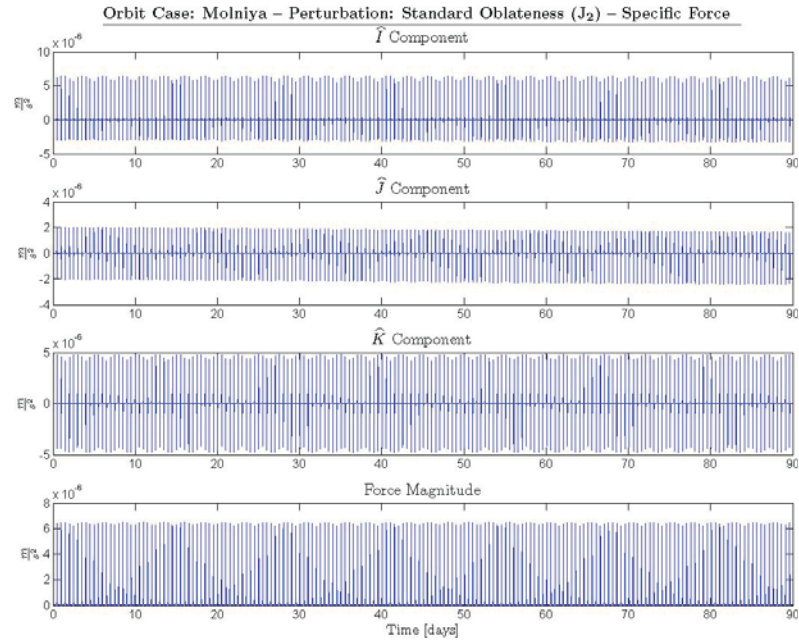 Orbit Case: Molniya – Perturbation: Standard Oblateness (J₂) – Specific Force
Î Component
x 10⁻⁶
10
5
0
-5
m/s²
0 10 20 30 40 50 60 70 80 90
Ĵ Component
x 10⁻⁶
4
2
0
-2
-4
m/s²
0 10 20 30 40 50 60 70 80 90
K̂ Component
x 10⁻⁶
5
0
-5
m/s²
0 10 20 30 40 50 60 70 80 90
Force Magnitude
x 10⁻⁶
8
6
4
2
0
m/s²
0 10 20 30 40 50 60 70 80 90
Time [days]